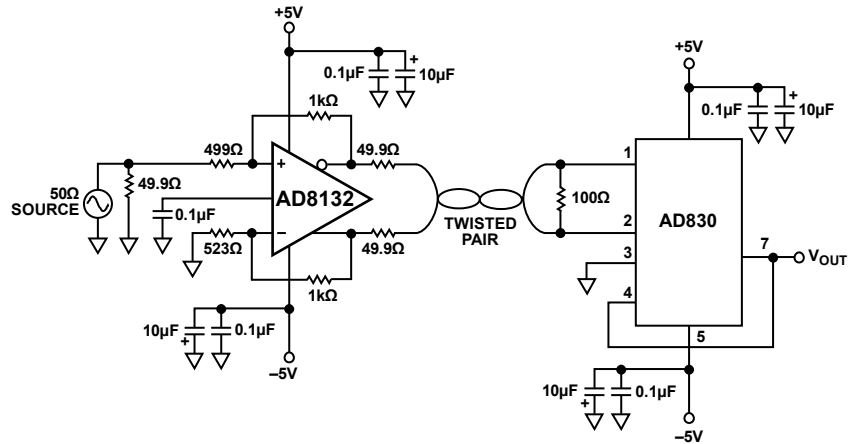 +5V
0.1µF
10µF
+
1kΩ
499Ω
49.9Ω
50Ω
SOURCE
49.9Ω
+
AD8132
0.1µF
−
523Ω
49.9Ω
1kΩ
10µF
+
0.1µF
–5V
TWISTED
PAIR
100Ω
+5V
0.1µF
10µF
+
1
2
3
4
AD830
7
VOUT
5
10µF
+
0.1µF
–5V